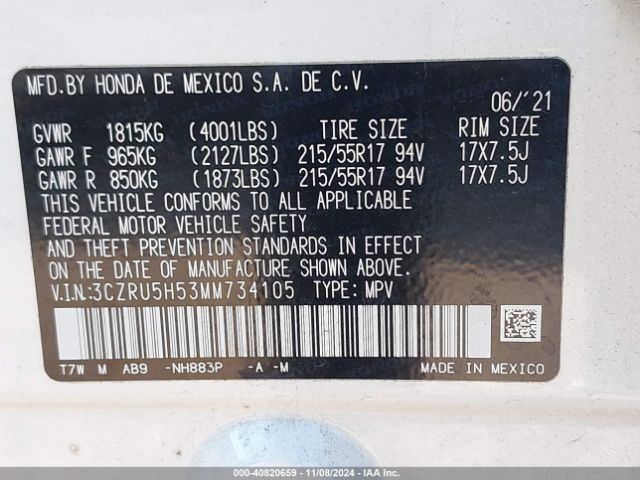 MFD.BY HONDA DE MEXICO S.A. DE C.V.
06/'21
GVWR 1815KG (4001LBS) TIRE SIZE RIM SIZE
GAWR F 965KG (2127LBS) 215/55R17 94V 17X7.5J
GAWR R 850KG (1873LBS) 215/55R17 94V 17X7.5J
THIS VEHICLE CONFORMS TO ALL APPLICABLE
FEDERAL MOTOR VEHICLE SAFETY
AND THEFT PREVENTION STANDARDS IN EFFECT
ON THE DATE OF MANUFACTURE SHOWN ABOVE.
V.I.N.:3CZRU5H53MM734105 TYPE: MPV
T7W M AB9 -NH883P -A -M MADE IN MEXICO
000-40820659 - 11/08/2024 - IAA Inc.